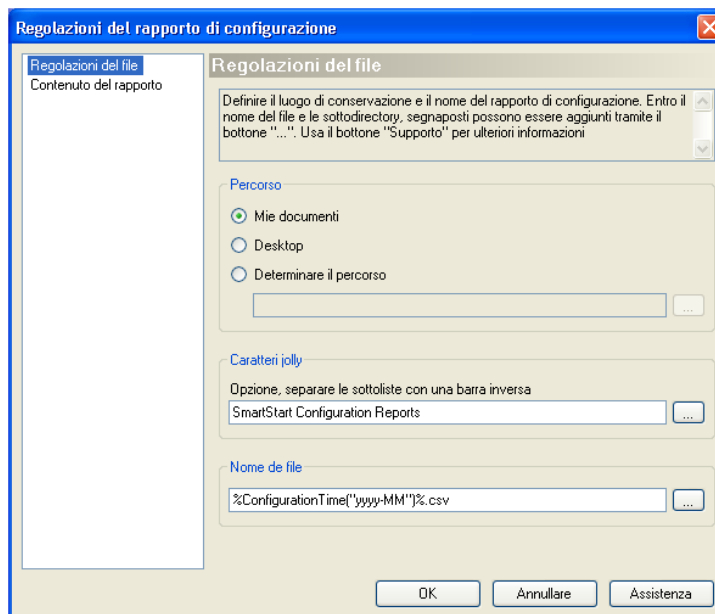 Regolazioni del rapporto di configurazione
Regolazioni del file
Contenuto del rapporto
Regolazioni del file
Definire il luogo di conservazione e il nome del rapporto di configurazione. Entro il
nome del file e le sottodirectory, segnaposti possono essere aggiunti tramite il
bottone "...". Usa il bottone "Supporto" per ulteriori informazioni
Percorso
Mie documenti
Desktop
Determinare il percorso
...
Caratteri jolly
Opzione, separare le sottoliste con una barra inversa
SmartStart Configuration Reports
...
Nome de file
%ConfigurationTime("yyyy-MM")%.csv
...
OK
Annullare
Assistenza